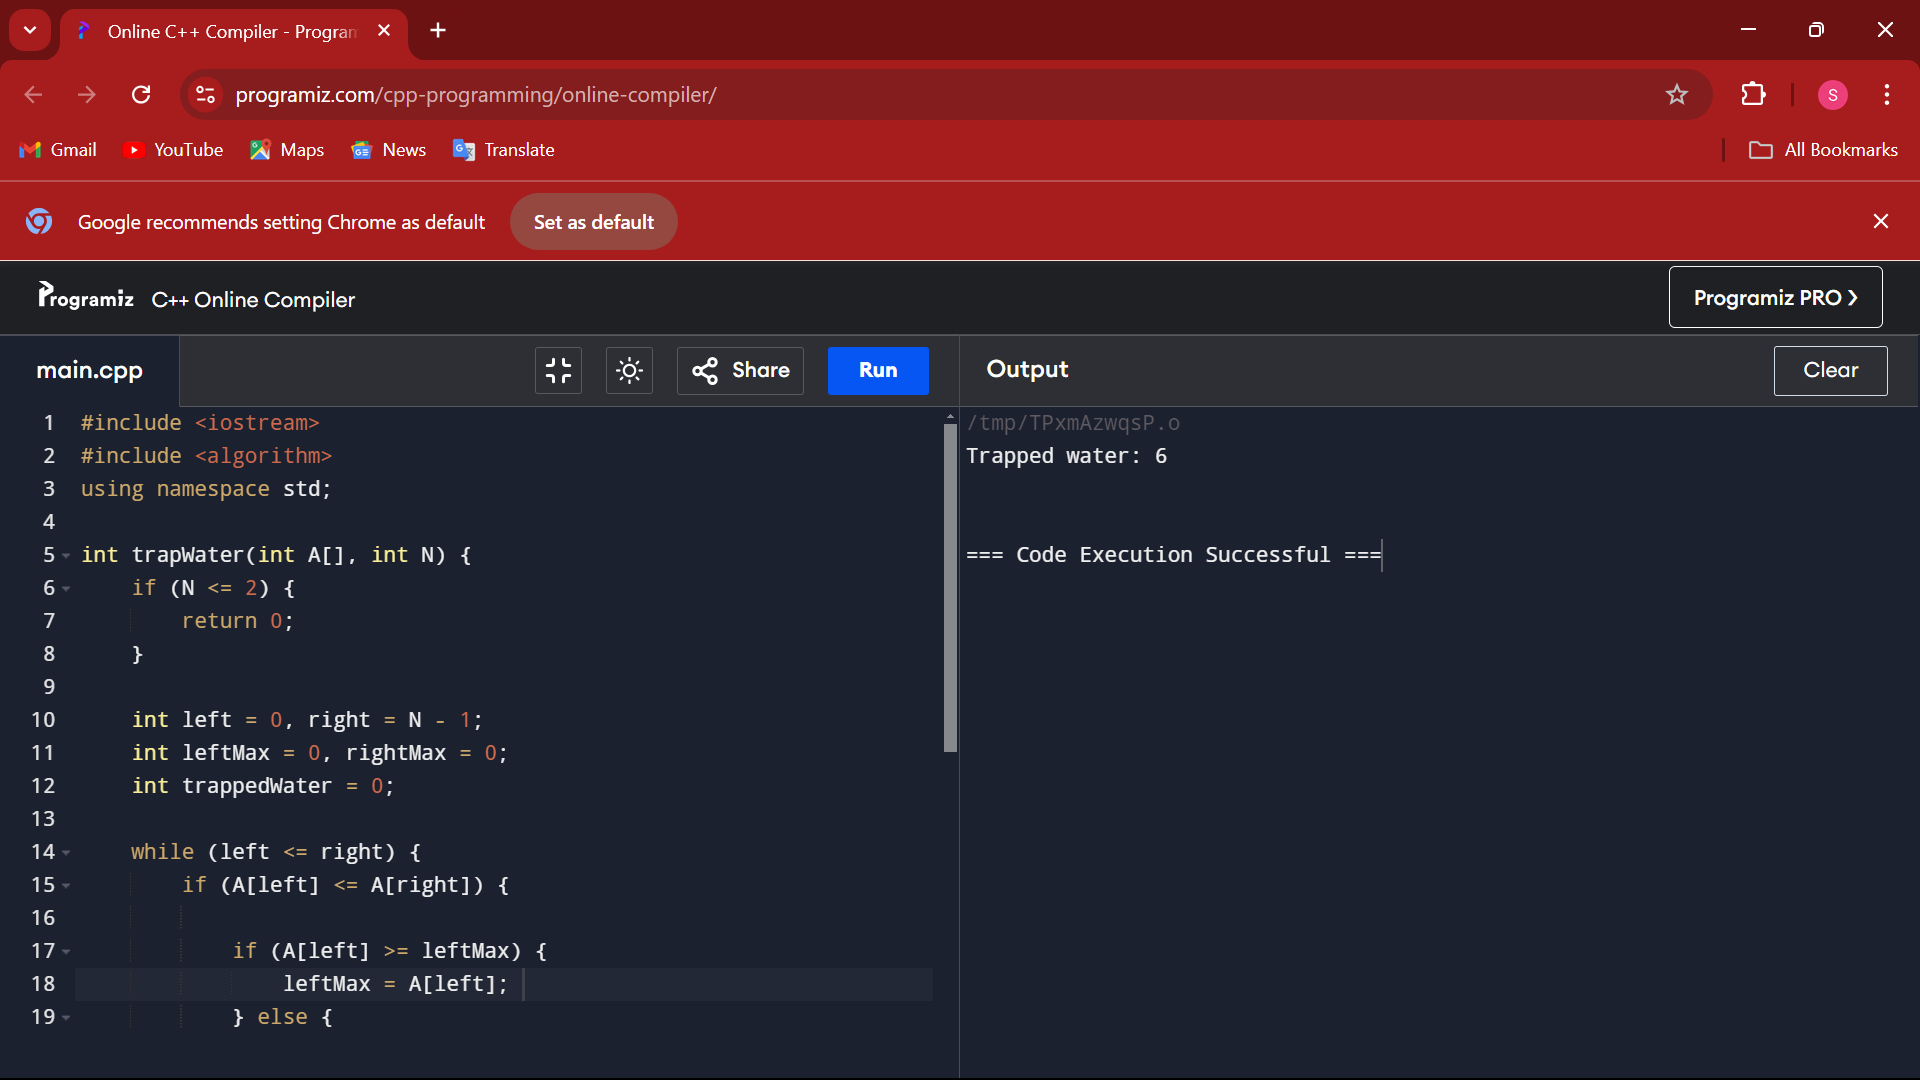 Online C++ Compiler - Program
programiz.com/cpp-programming/online-compiler/
S
Gmail YouTube Maps News Translate All Bookmarks
Google recommends setting Chrome as default Set as default
Programiz C++ Online Compiler Programiz PRO ❯
main.cpp Share Run Output Clear
1 #include <iostream>
2 #include <algorithm>
3 using namespace std;
4
5 int trapWater(int A[], int N) {
6     if (N <= 2) {
7         return 0;
8     }
9
10     int left = 0, right = N - 1;
11     int leftMax = 0, rightMax = 0;
12     int trappedWater = 0;
13
14     while (left <= right) {
15         if (A[left] <= A[right]) {
16
17             if (A[left] >= leftMax) {
18                 leftMax = A[left];
19             } else {
/tmp/TPxmAzwqsP.o
Trapped water: 6
=== Code Execution Successful ===